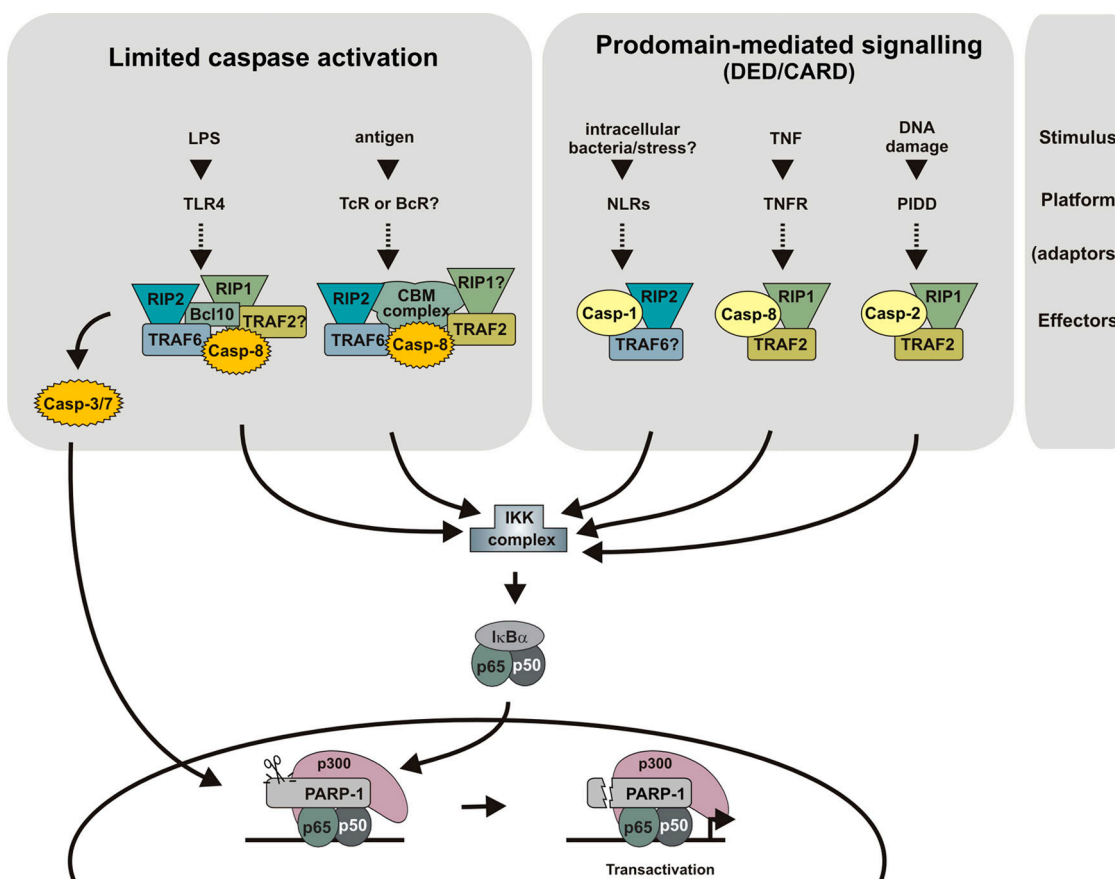 Limited caspase activation
Prodomain-mediated signalling
(DED/CARD)
LPS
antigen
intracellular
bacteria/stress?
TNF
DNA
damage
Stimulus
TLR4
TcR or BcR?
NLRs
TNFR
PIDD
Platform
(adaptors
RIP2
RIP1
Bcl10
TRAF6
TRAF2?
Casp-8
RIP2
CBM
complex
RIP1?
TRAF6
Casp-8
TRAF2
Casp-1
RIP2
TRAF6?
Casp-8
RIP1
TRAF2
Casp-2
RIP1
TRAF2
Effectors
Casp-3/7
IKK
complex
IκBα
p65
p50
p300
PARP-1
p65
p50
p300
PARP-1
p65
p50
Transactivation